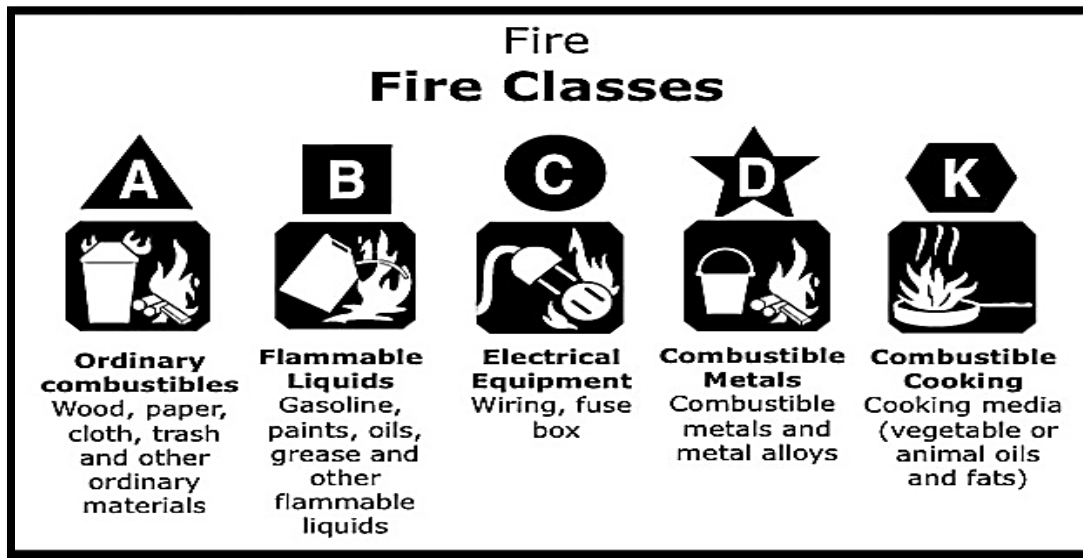 Fire
Fire Classes
A
B
C
D
K
Ordinary
combustibles
Wood, paper,
cloth, trash
and other
ordinary
materials
Flammable
Liquids
Gasoline,
paints, oils,
grease and
other
flammable
liquids
Electrical
Equipment
Wiring, fuse
box
Combustible
Metals
Combustible
metals and
metal alloys
Combustible
Cooking
Cooking media
(vegetable or
animal oils
and fats)